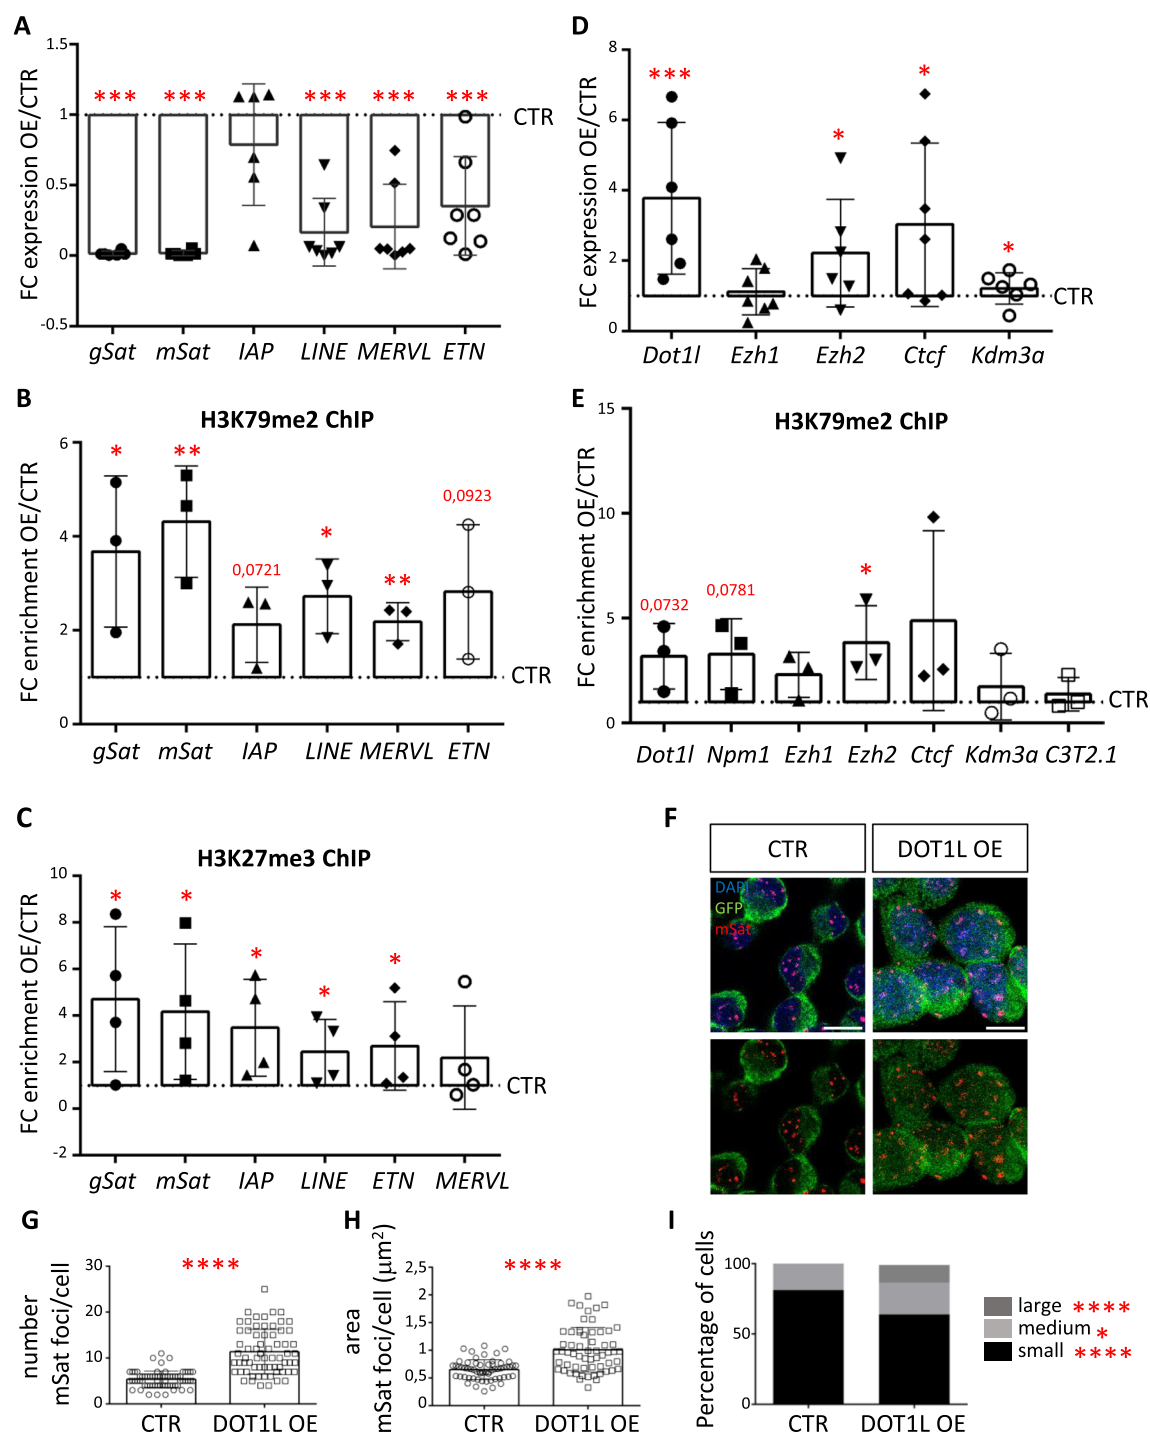 A
FC expression OE/CTR
1.5
1
0.5
0
-0.5
*** *** *** *** ***
CTR
gSat mSat IAP LINE MERVL ETN
D
FC expression OE/CTR
8
6
4
2
0
*** * * *
CTR
Dot1l Ezh1 Ezh2 Ctcf Kdm3a
B
H3K79me2 ChIP
FC enrichment OE/CTR
6
4
2
0
* ** 0,0721 * ** 0,0923
CTR
gSat mSat IAP LINE MERVL ETN
E
H3K79me2 ChIP
FC enrichment OE/CTR
15
10
5
0
0,0732 0,0781 *
CTR
Dot1l Npm1 Ezh1 Ezh2 Ctcf Kdm3a C3T2.1
C
H3K27me3 ChIP
FC enrichment OE/CTR
10
8
6
4
2
0
-2
* * * * *
CTR
gSat mSat IAP LINE ETN MERVL
F
CTR DOT1L OE
DAPI
GFP
mSat
G
number
mSat foci/cell
30
20
10
0
****
CTR DOT1L OE
H
area
mSat foci/cell (μm²)
2,5
2
1,5
1
0,5
0
****
CTR DOT1L OE
I
Percentage of cells
100
50
0
CTR DOT1L OE
large ****
medium *
small ****